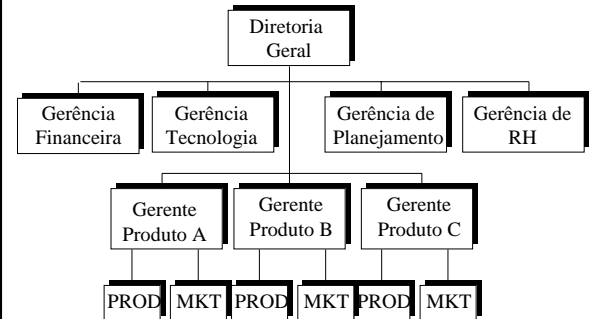 Diretoria
Geral
Gerência
Financeira
Gerência
Tecnologia
Gerência de
Planejamento
Gerência de
RH
Gerente
Produto A
Gerente
Produto B
Gerente
Produto C
PROD
MKT
PROD
MKT
PROD
MKT